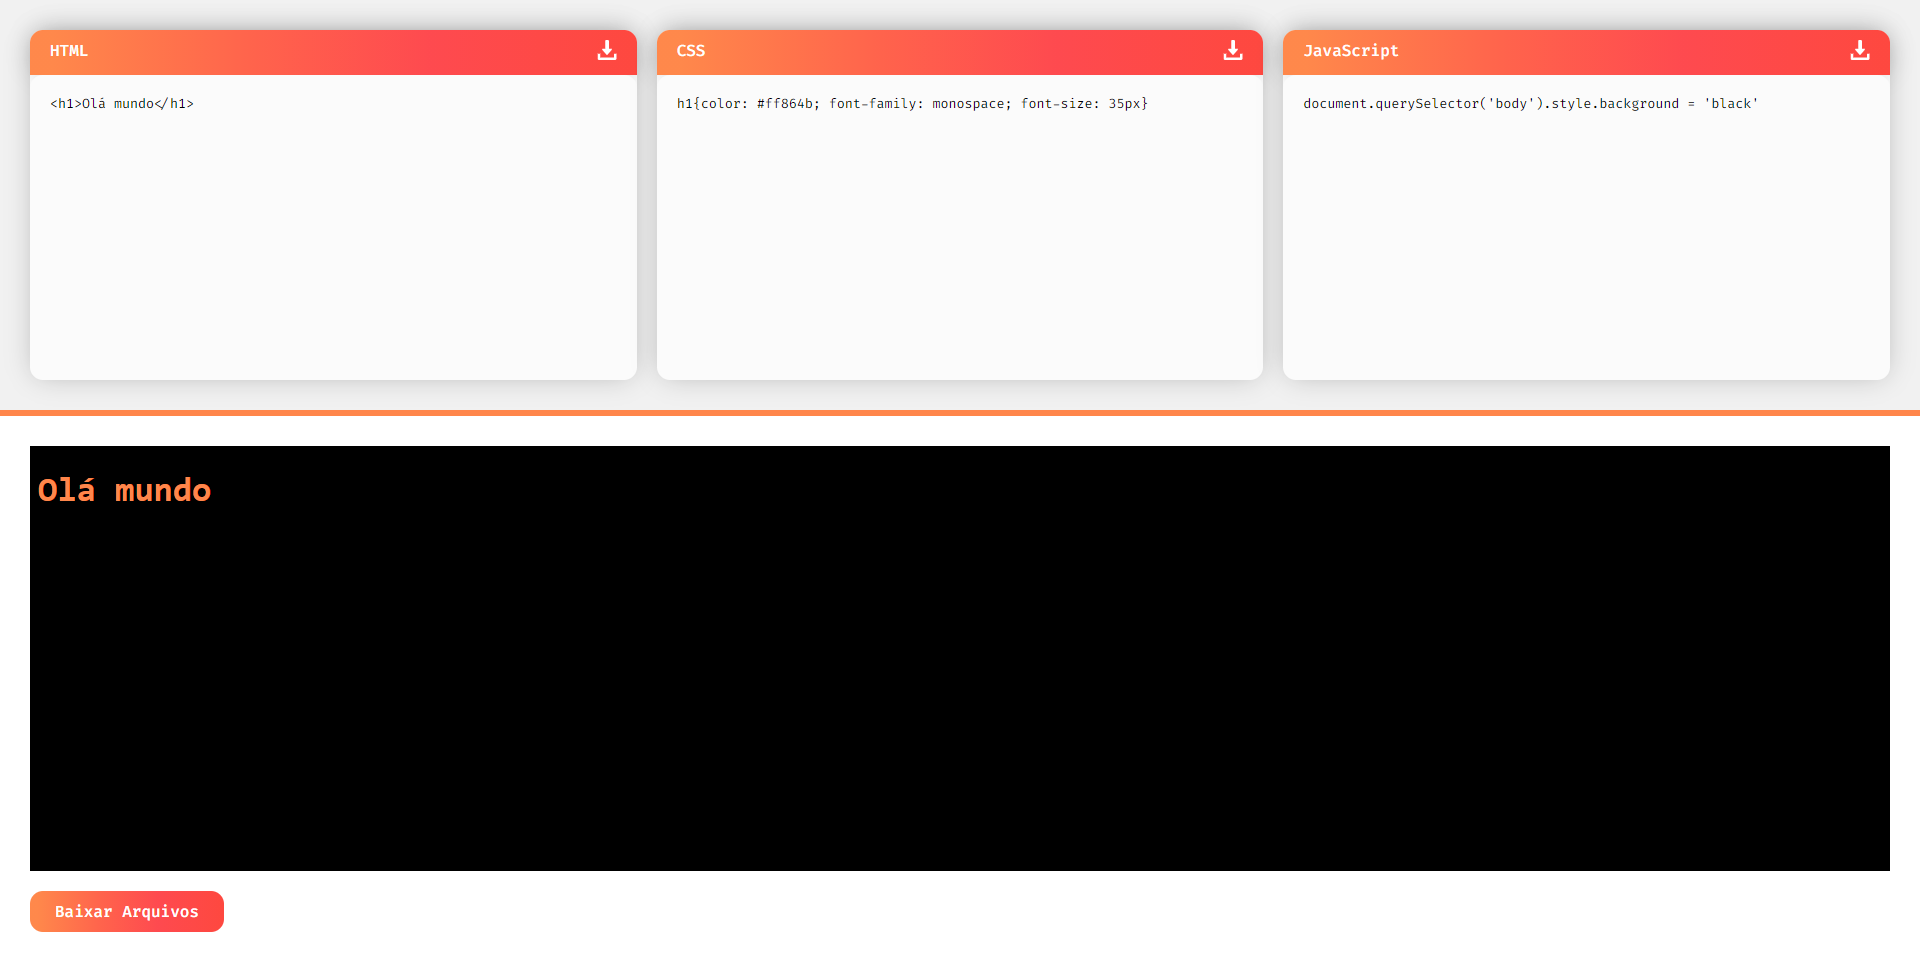 HTML
<h1>Olá mundo</h1>
CSS
h1{color: #ff864b; font-family: monospace; font-size: 35px}
JavaScript
document.querySelector('body').style.background = 'black'
Olá mundo
Baixar Arquivos